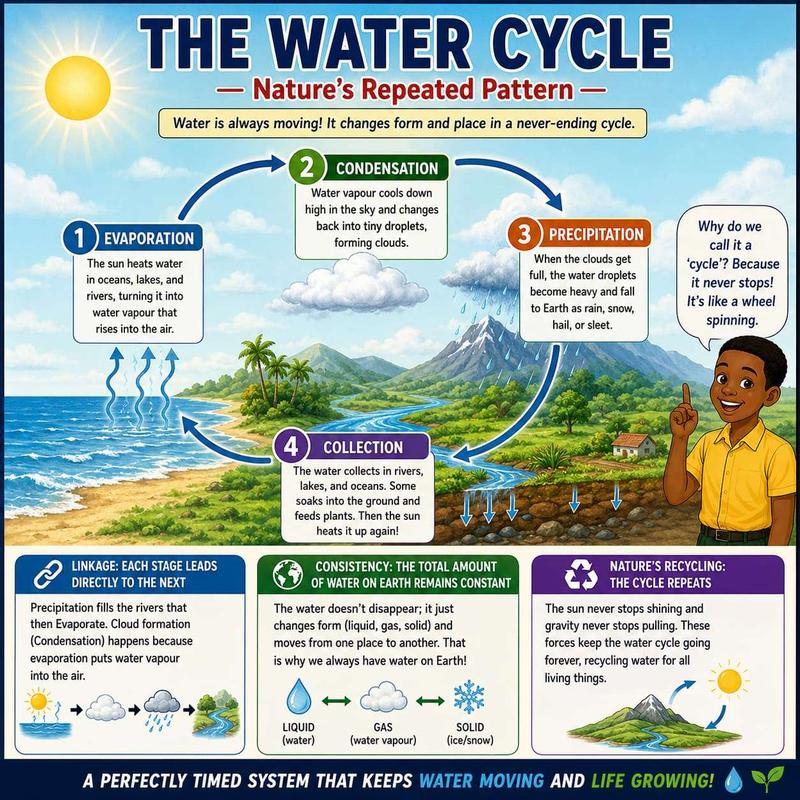 THE WATER CYCLE
— Nature's Repeated Pattern —
Water is always moving! It changes form and place in a never-ending cycle.
1 EVAPORATION
The sun heats water
in oceans, lakes, and
rivers, turning it into
water vapour that
rises into the air.
2 CONDENSATION
Water vapour cools down
high in the sky and changes
back into tiny droplets,
forming clouds.
3 PRECIPITATION
When the clouds get
full, the water droplets
become heavy and fall
to Earth as rain, snow,
hail, or sleet.
Why do we
call it a
'cycle'? Because
it never stops!
It's like a wheel
spinning.
4 COLLECTION
The water collects in rivers,
lakes, and oceans. Some
soaks into the ground and
feeds plants. Then the sun
heats it up again!
LINKAGE: EACH STAGE LEADS
DIRECTLY TO THE NEXT
Precipitation fills the rivers that
then Evaporate. Cloud formation
(Condensation) happens because
evaporation puts water vapour
into the air.
CONSISTENCY: THE TOTAL AMOUNT
OF WATER ON EARTH REMAINS CONSTANT
The water doesn't disappear; it just
changes form (liquid, gas, solid) and
moves from one place to another. That
is why we always have water on Earth!
LIQUID
(water)
GAS
(water vapour)
SOLID
(ice/snow)
NATURE'S RECYCLING:
THE CYCLE REPEATS
The sun never stops shining and
gravity never stops pulling. These
forces keep the water cycle going
forever, recycling water for all
living things.
A PERFECTLY TIMED SYSTEM THAT KEEPS WATER MOVING AND LIFE GROWING!